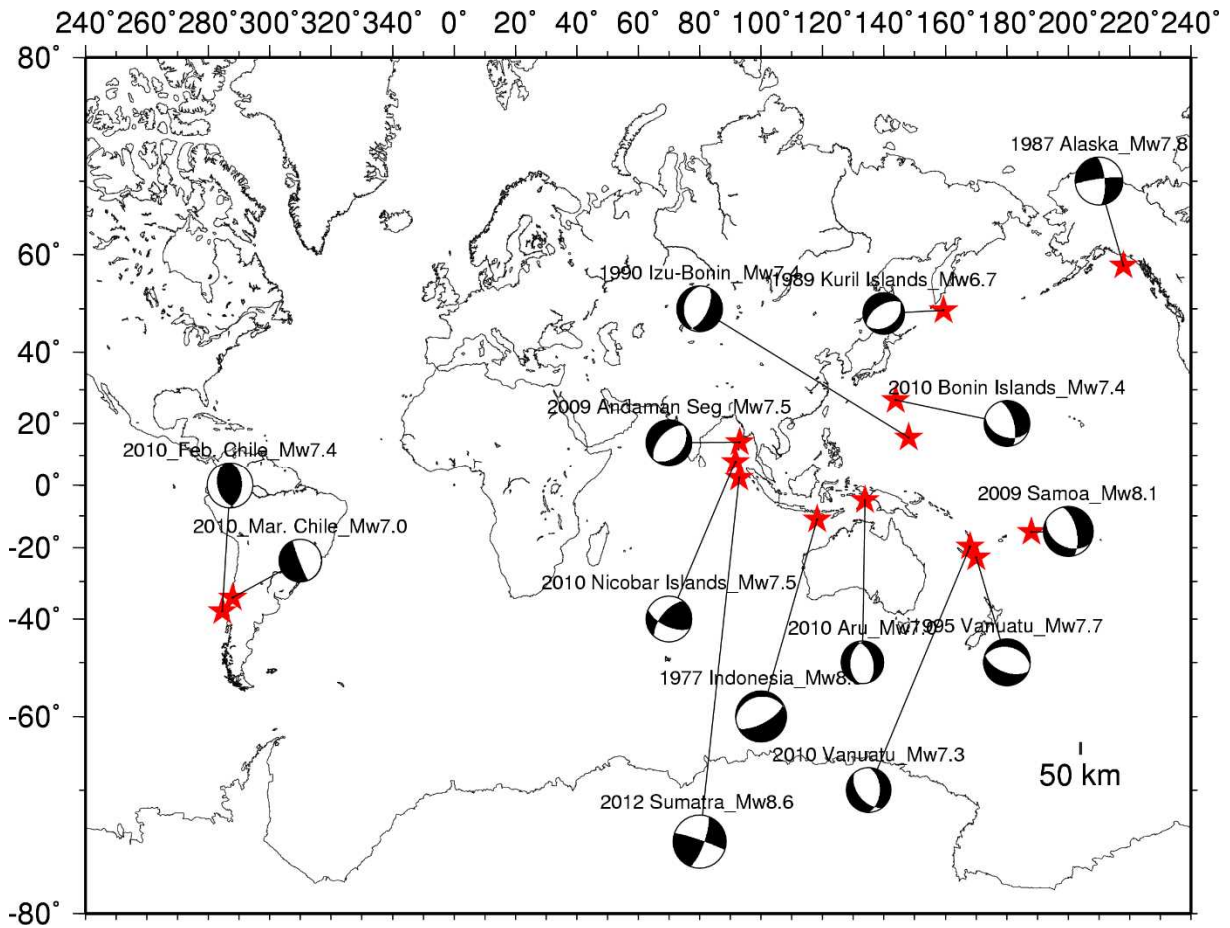 240° 260° 280° 300° 320° 340° 0° 20° 40° 60° 80° 100° 120° 140° 160° 180° 200° 220° 240°
80°
1987 Alaska_Mw7.8
60°
1990 Izu-Bonin_Mw7.4
1989 Kuril Islands_Mw6.7
40°
2010 Bonin Islands_Mw7.4
2009 Andaman Seg_Mw7.5
20°
2010_Feb. Chile_Mw7.4
0°
2009 Samoa_Mw8.1
2010_Mar. Chile_Mw7.0
-20°
2010 Nicobar Islands_Mw7.5
-40°
2010 Aru_Mw7.0
1995 Vanuatu_Mw7.7
1977 Indonesia_Mw8.
-60°
2010 Vanuatu_Mw7.3
50 km
2012 Sumatra_Mw8.6
-80°